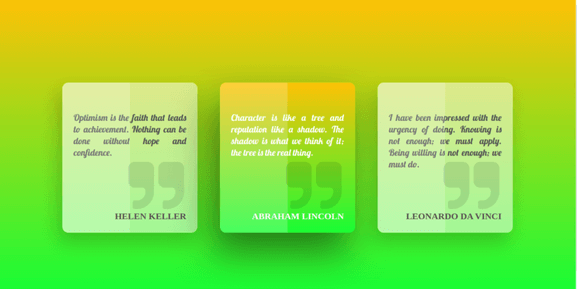 Optimism is the faith that leads
to achievement. Nothing can be
done without hope and
confidence.
HELEN KELLER
Character is like a tree and
reputation like a shadow. The
shadow is what we think of it;
the tree is the real thing.
ABRAHAM LINCOLN
I have been impressed with the
urgency of doing. Knowing is
not enough; we must apply.
Being willing is not enough; we
must do.
LEONARDO DA VINCI